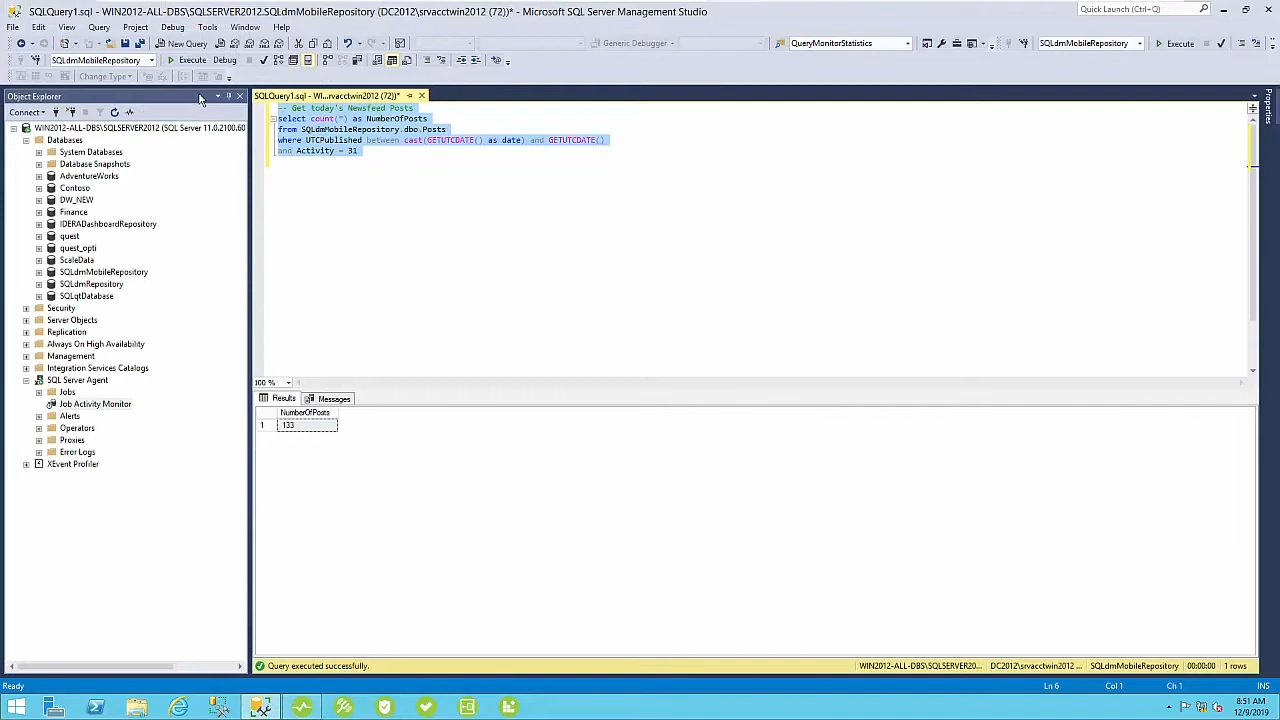 SQLQuery1.sql - WIN2012-ALL-DBS\SQLSERVER2012.SQLdmMobileRepository (DC2012\srvacctwin2012 (72))* - Microsoft SQL Server Management Studio
Quick Launch (Ctrl+Q)
File Edit View Query Project Debug Tools Window Help
New Query
Generic Debugger
QueryMonitorStatistics
SQLdmMobileRepository
Execute
SQLdmMobileRepository
Execute Debug
Change Type
Object Explorer
SQLQuery1.sql - WI...rvacctwin2012 (72))*
Properties
Connect
WIN2012-ALL-DBS\SQLSERVER2012 (SQL Server 11.0.2100.60
Databases
System Databases
Database Snapshots
AdventureWorks
Contoso
DW_NEW
Finance
IDERADashboardRepository
quest
quest_opti
ScaleData
SQLdmMobileRepository
SQLdmRepository
SQLqtDatabase
Security
Server Objects
Replication
Always On High Availability
Management
Integration Services Catalogs
SQL Server Agent
Jobs
Job Activity Monitor
Alerts
Operators
Proxies
Error Logs
XEvent Profiler
-- Get today's Newsfeed Posts
select count(*) as NumberOfPosts
from SQLdmMobileRepository.dbo.Posts
where UTCPublished between cast(GETUTCDATE() as date) and GETUTCDATE()
and Activity = 31
100 %
Results Messages
NumberOfPosts
1 133
Query executed successfully.
WIN2012-ALL-DBS\SQLSERVER20... DC2012\srvacctwin2012 ... SQLdmMobileRepository 00:00:00 1 rows
Ready
Ln 6 Col 1 Ch 1 INS
8:51 AM
12/9/2019